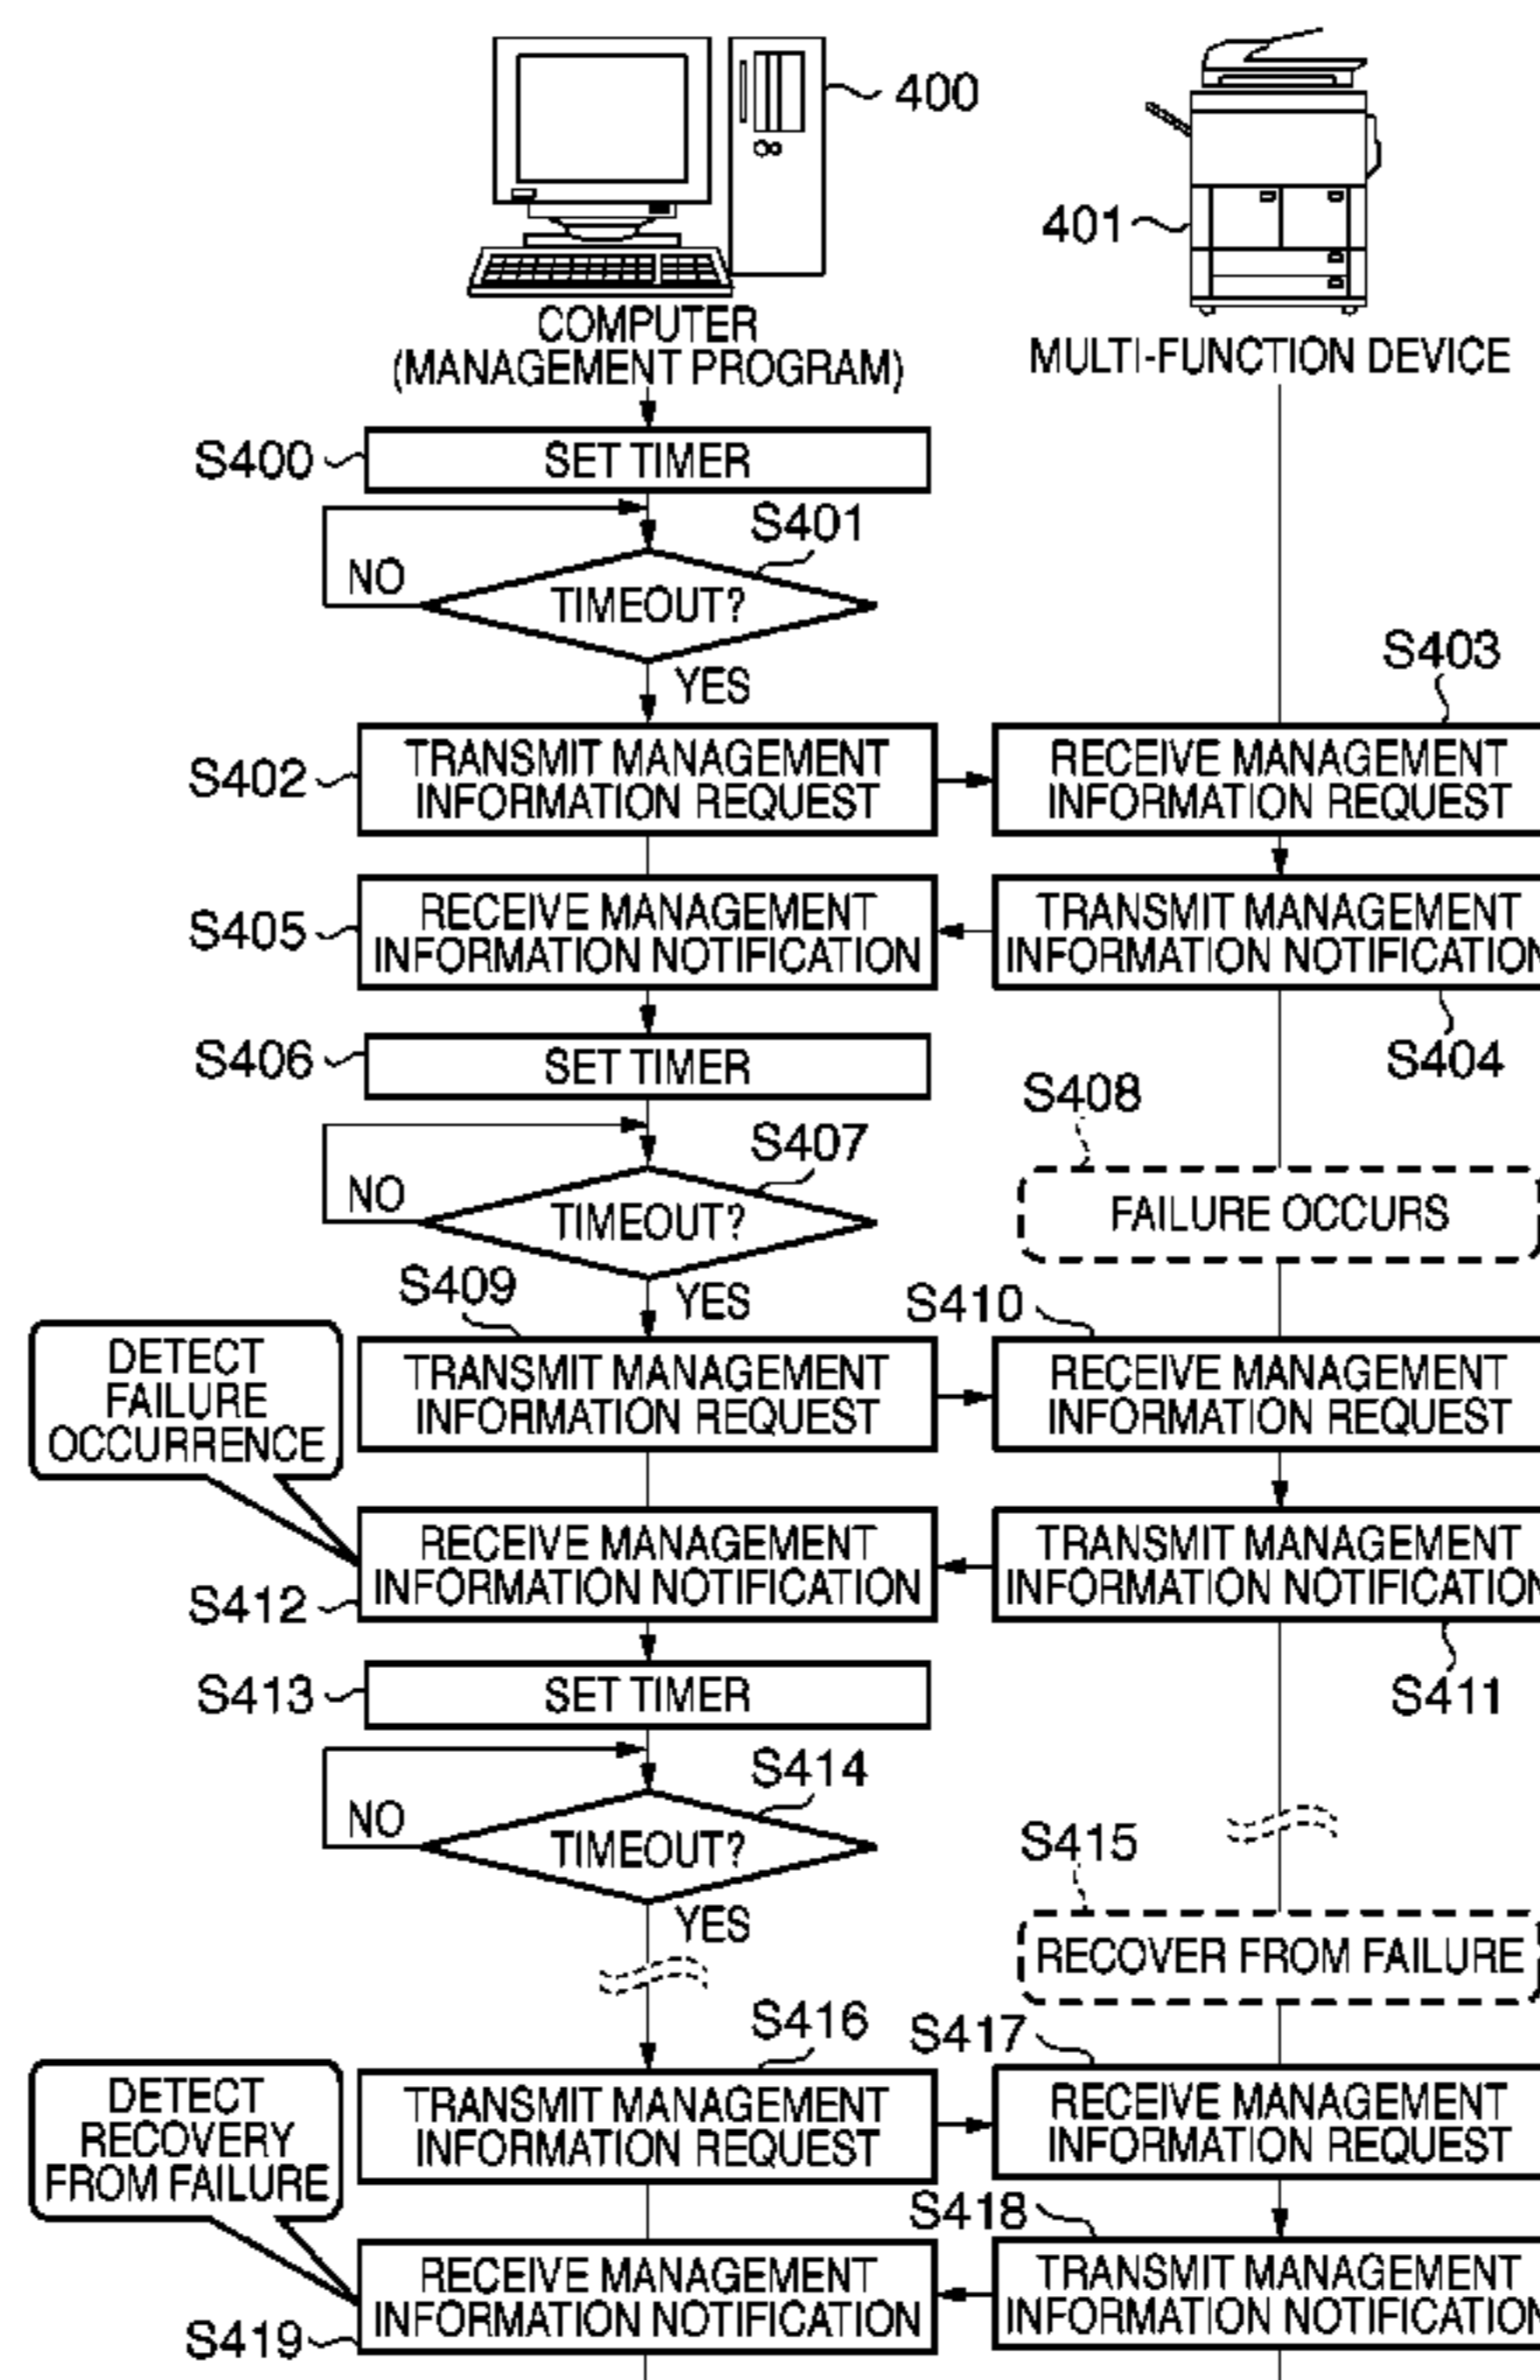 400
401
COMPUTER
(MANAGEMENT PROGRAM)
MULTI-FUNCTION DEVICE
S400
SET TIMER
S401
NO
TIMEOUT?
YES
S403
S402
TRANSMIT MANAGEMENT
INFORMATION REQUEST
RECEIVE MANAGEMENT
INFORMATION REQUEST
S405
RECEIVE MANAGEMENT
INFORMATION NOTIFICATION
TRANSMIT MANAGEMENT
INFORMATION NOTIFICATION
S404
S406
SET TIMER
S408
S407
NO
TIMEOUT?
FAILURE OCCURS
YES
S409
S410
DETECT
FAILURE
OCCURRENCE
TRANSMIT MANAGEMENT
INFORMATION REQUEST
RECEIVE MANAGEMENT
INFORMATION REQUEST
S412
RECEIVE MANAGEMENT
INFORMATION NOTIFICATION
TRANSMIT MANAGEMENT
INFORMATION NOTIFICATION
S411
S413
SET TIMER
S414
NO
TIMEOUT?
YES
S415
RECOVER FROM FAILURE
S416
S417
DETECT
RECOVERY
FROM FAILURE
TRANSMIT MANAGEMENT
INFORMATION REQUEST
RECEIVE MANAGEMENT
INFORMATION REQUEST
S418
S419
RECEIVE MANAGEMENT
INFORMATION NOTIFICATION
TRANSMIT MANAGEMENT
INFORMATION NOTIFICATION